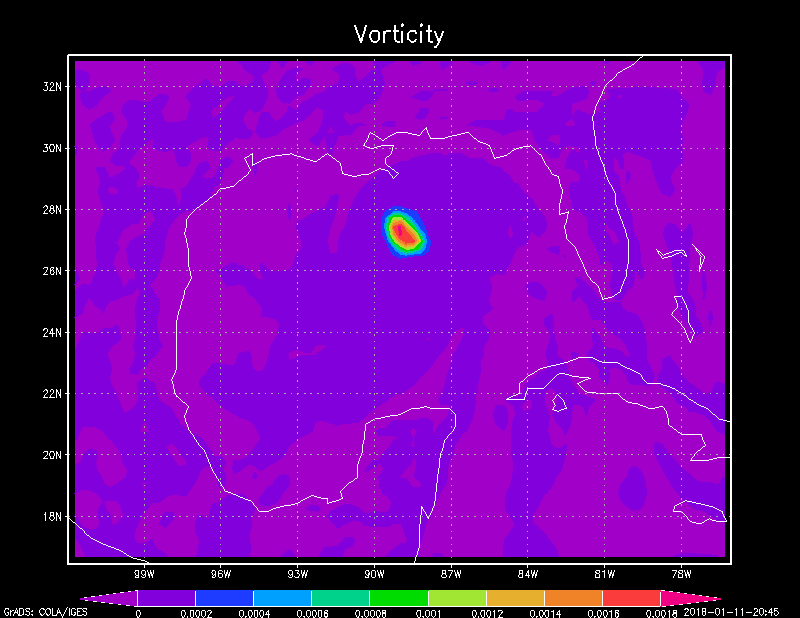 Vorticity
32N
30N
28N
26N
24N
22N
20N
18N
99W 96W 93W 90W 87W 84W 81W 78W
0 0.0002 0.0004 0.0006 0.0008 0.001 0.0012 0.0014 0.0016 0.0018
GrADS: COLA/IGES 2018-01-11-20:45